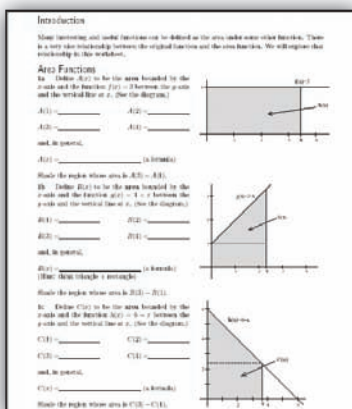 Introduction
Many interesting and useful functions can be defined as the area under some other function. There
is a very nice relationship between the original function and the area function. We will explore that
relationship in this worksheet.
Area Functions
1a Define A(x) to be the area bounded by the
x-axis and the function f(x) = 3 between the y-axis
and the vertical line at x. (See the diagram.)
A(1) = A(2) =
A(3) = A(4) =
and, in general,
A(x) = (a formula)
Shade the region whose area is A(3) − A(1).
1b Define B(x) to be the area bounded by the
x-axis and the function between the
y-axis and the vertical line at x. (See the diagram.)
B(1) = B(2) =
B(3) = B(4) =
and, in general,
B(x) = (a formula)
(Hint: think triangle + rectangle)
Shade the region whose area is B(3) − B(1).
1c Define C(x) to be the area bounded by the
x-axis and the function between the
y-axis and the vertical line at x. (See the diagram.)
C(1) = C(2) =
C(3) = C(4) =
and, in general,
C(x) = (a formula)
Shade the region whose area is C(3) − C(1).
A(x)
C(x)